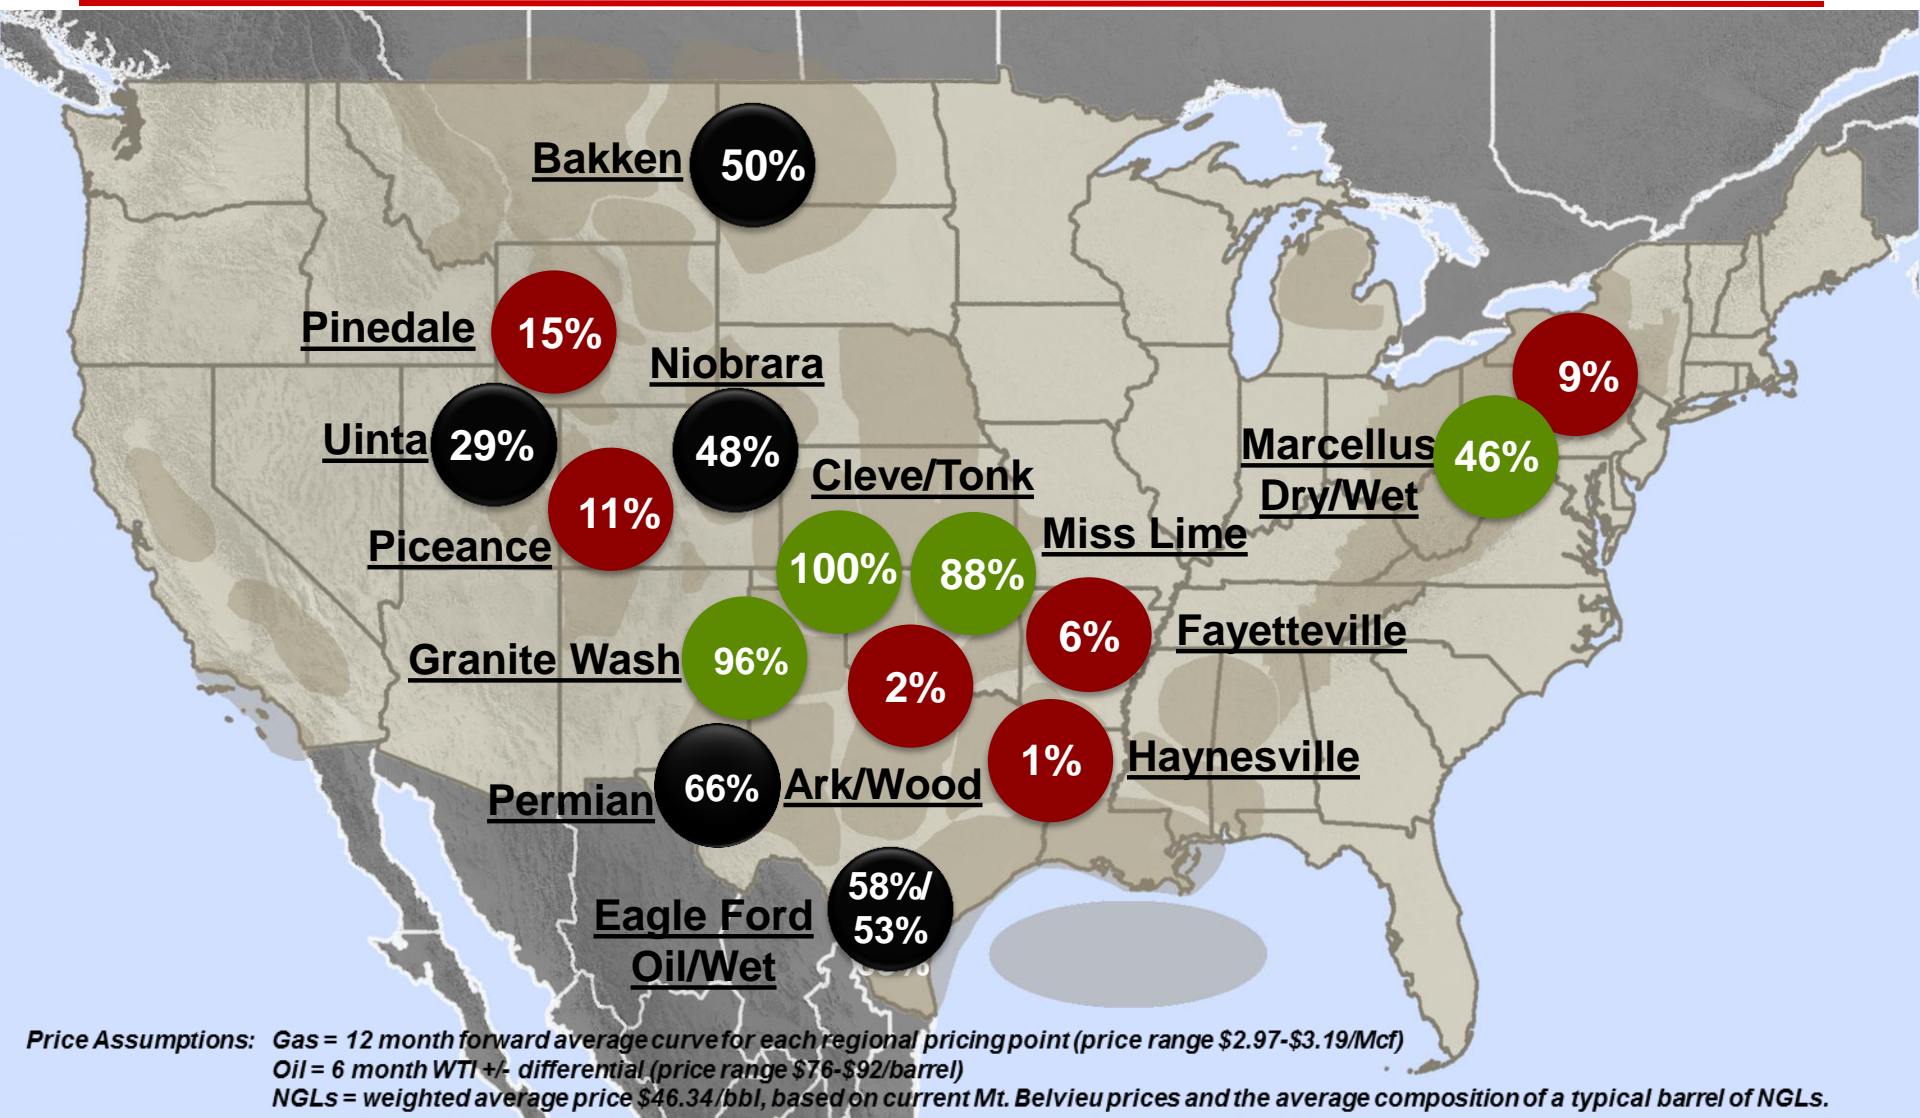 Bakken
50%
Pinedale
15%
Niobrara
48%
Uinta
29%
11%
Piceance
Cleve/Tonk
100%
88%
Miss Lime
9%
Marcellus
Dry/Wet
46%
Granite Wash
96%
2%
6%
Fayetteville
Permian
66%
Ark/Wood
1%
Haynesville
Eagle Ford
Oil/Wet
58%/
53%
Price Assumptions: Gas = 12 month forward average curve for each regional pricing point (price range $2.97-$3.19/Mcf)
Oil = 6 month WTI +/- differential (price range $76-$92/barrel)
NGLs = weighted average price $46.34/bbl, based on current Mt. Belvieu prices and the average composition of a typical barrel of NGLs.